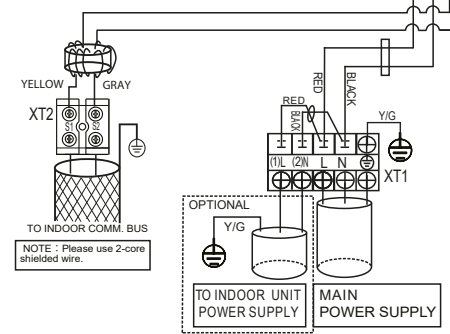 YELLOW
GRAY
XT2
S1
S2
TO INDOOR COMM. BUS
NOTE : Please use 2-core
shielded wire.
RED
BLACK
RED
BLACK
Y/G
(1)L (2)N L N
XT1
OPTIONAL
Y/G
TO INDOOR UNIT
POWER SUPPLY
MAIN
POWER SUPPLY